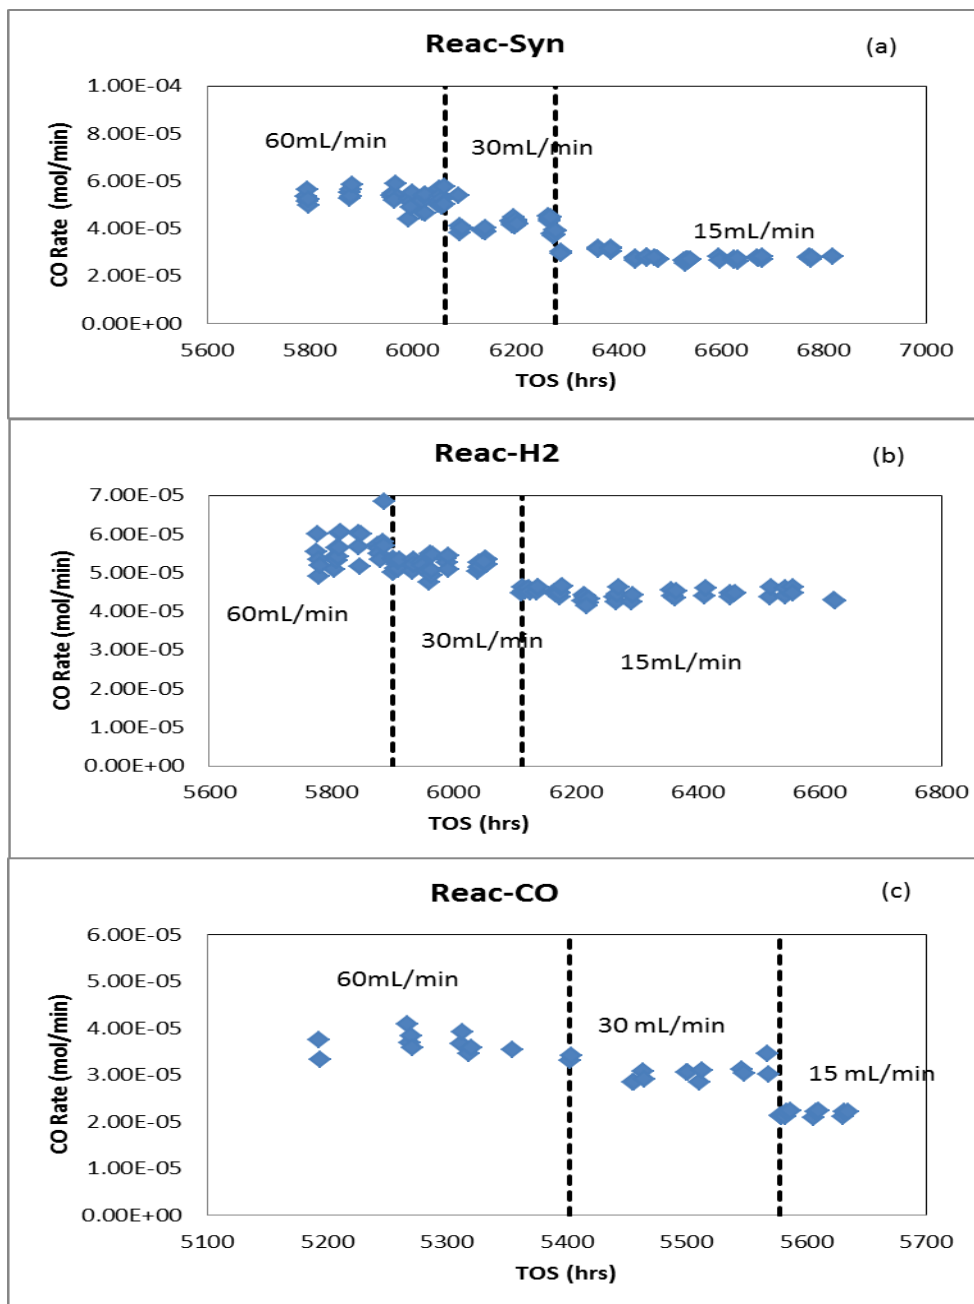 Reac-Syn
(a)
CO Rate (mol/min)
1.00E-04
8.00E-05
6.00E-05
4.00E-05
2.00E-05
0.00E+00
60mL/min
30mL/min
15mL/min
5600 5800 6000 6200 6400 6600 6800 7000
TOS (hrs)
Reac-H2
(b)
CO Rate (mol/min)
7.00E-05
6.00E-05
5.00E-05
4.00E-05
3.00E-05
2.00E-05
1.00E-05
0.00E+00
60mL/min
30mL/min
15mL/min
5600 5800 6000 6200 6400 6600 6800
TOS (hrs)
Reac-CO
(c)
CO Rate (mol/min)
6.00E-05
5.00E-05
4.00E-05
3.00E-05
2.00E-05
1.00E-05
0.00E+00
60mL/min
30 mL/min
15 mL/min
5100 5200 5300 5400 5500 5600 5700
TOS (hrs)